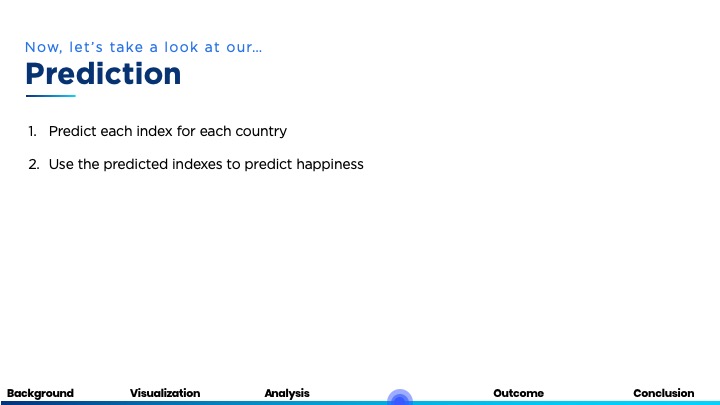 Now, let's take a look at our...
Prediction
1. Predict each index for each country
2. Use the predicted indexes to predict happiness
Background Visualization Analysis Outcome Conclusion